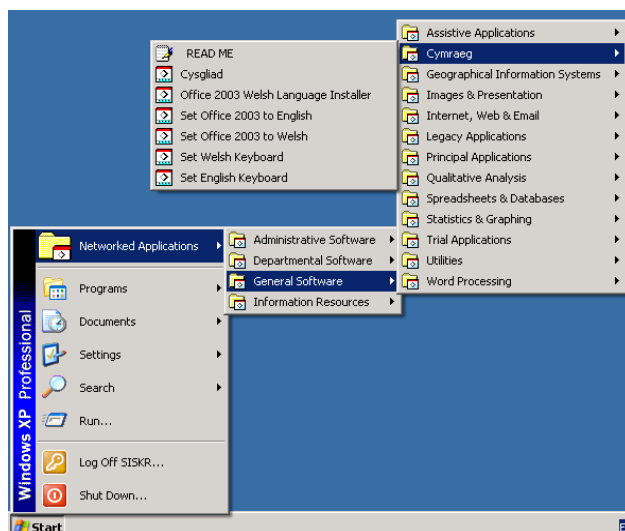 READ ME
Cysgliad
Office 2003 Welsh Language Installer
Set Office 2003 to English
Set Office 2003 to Welsh
Set Welsh Keyboard
Set English Keyboard
Assistive Applications
Cymraeg
Geographical Information Systems
Images & Presentation
Internet, Web & Email
Legacy Applications
Principal Applications
Qualitative Analysis
Spreadsheets & Databases
Statistics & Graphing
Trial Applications
Utilities
Word Processing
Administrative Software
Departmental Software
General Software
Information Resources
Networked Applications
Programs
Documents
Settings
Search
Run...
Log Off SISKR...
Shut Down...
Windows XP Professional
Start